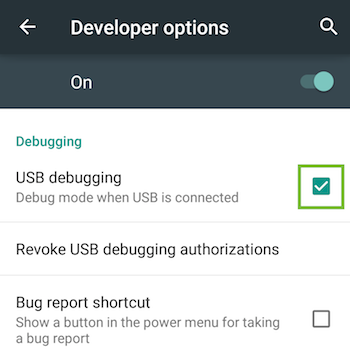 Developer options
On
Debugging
USB debugging
Debug mode when USB is connected
Revoke USB debugging authorizations
Bug report shortcut
Show a button in the power menu for taking
a bug report